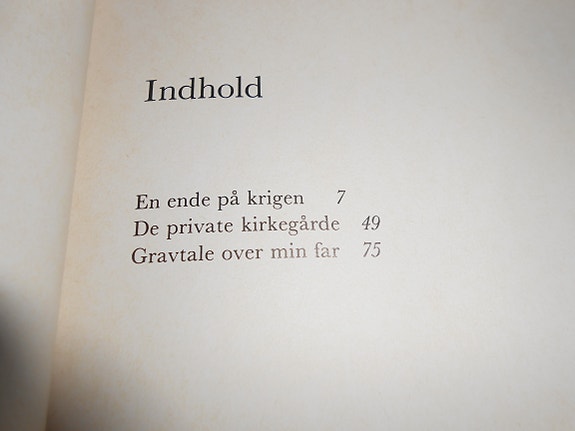 Indhold
En ende på krigen 7
De private kirkegårde 49
Gravtale over min far 75